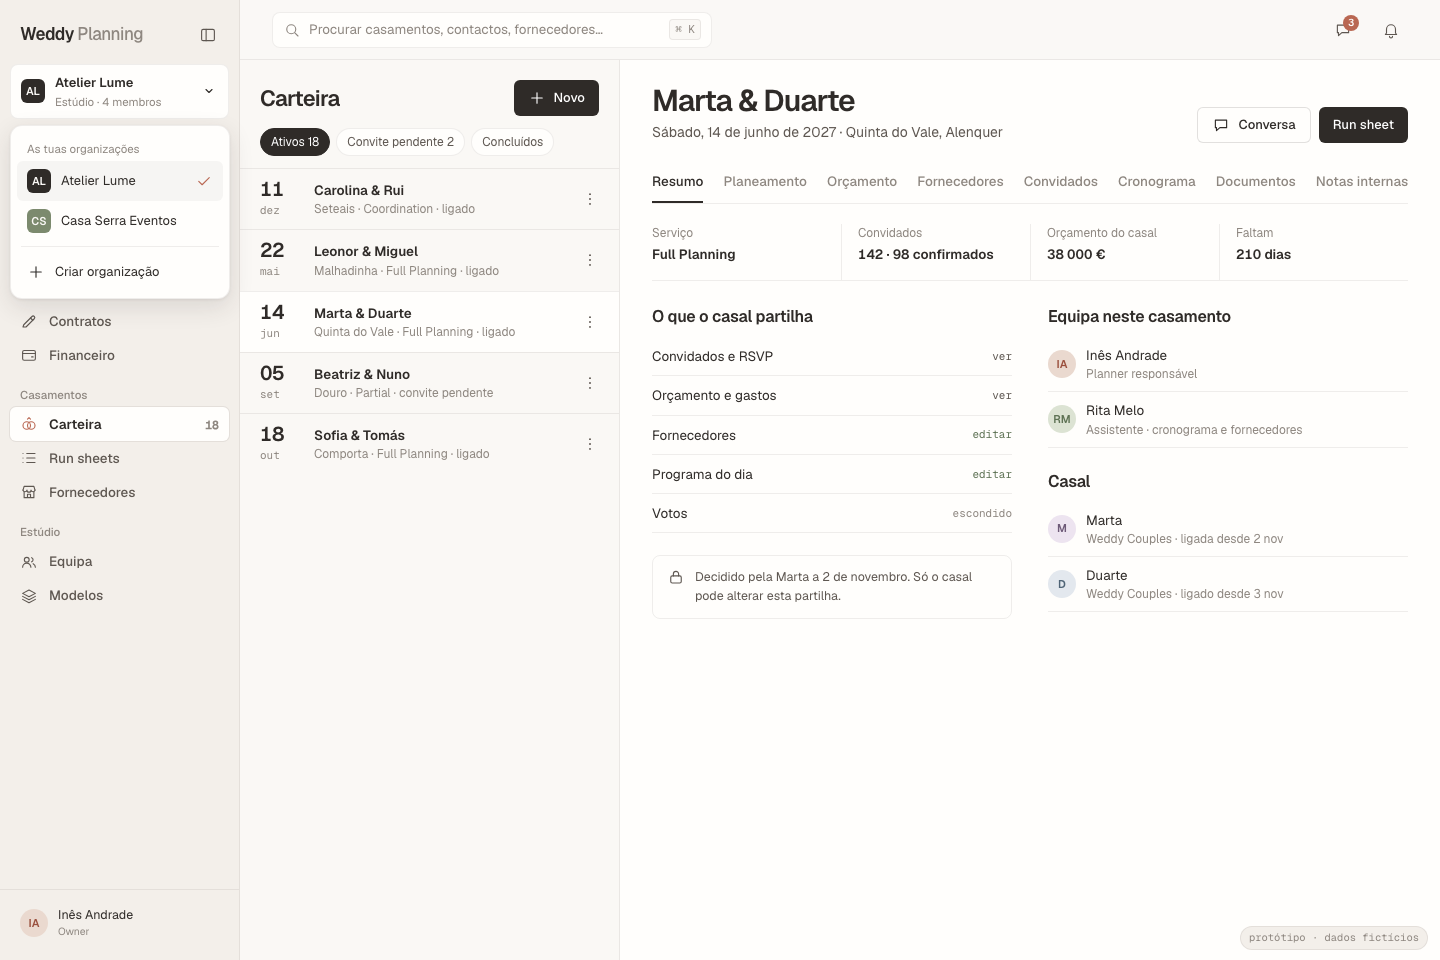 Weddy Planning
Procurar casamentos, contactos, fornecedores...
⌘ K
3
AL
Atelier Lume
Estúdio · 4 membros
As tuas organizações
AL
Atelier Lume
CS
Casa Serra Eventos
Criar organização
Contratos
Financeiro
Casamentos
Carteira
18
Run sheets
Fornecedores
Estúdio
Equipa
Modelos
IA
Inês Andrade
Owner
Carteira
Novo
Ativos 18
Convite pendente 2
Concluídos
11
dez
Carolina & Rui
Seteais · Coordination · ligado
22
mai
Leonor & Miguel
Malhadinha · Full Planning · ligado
14
jun
Marta & Duarte
Quinta do Vale · Full Planning · ligado
05
set
Beatriz & Nuno
Douro · Partial · convite pendente
18
out
Sofia & Tomás
Comporta · Full Planning · ligado
Marta & Duarte
Sábado, 14 de junho de 2027 · Quinta do Vale, Alenquer
Conversa
Run sheet
Resumo
Planeamento
Orçamento
Fornecedores
Convidados
Cronograma
Documentos
Notas internas
Serviço
Full Planning
Convidados
142 · 98 confirmados
Orçamento do casal
38 000 €
Faltam
210 dias
O que o casal partilha
Convidados e RSVP
ver
Orçamento e gastos
ver
Fornecedores
editar
Programa do dia
editar
Votos
escondido
Decidido pela Marta a 2 de novembro. Só o casal
pode alterar esta partilha.
Equipa neste casamento
IA
Inês Andrade
Planner responsável
RM
Rita Melo
Assistente · cronograma e fornecedores
Casal
M
Marta
Weddy Couples · ligada desde 2 nov
D
Duarte
Weddy Couples · ligado desde 3 nov
protótipo · dados fictícios